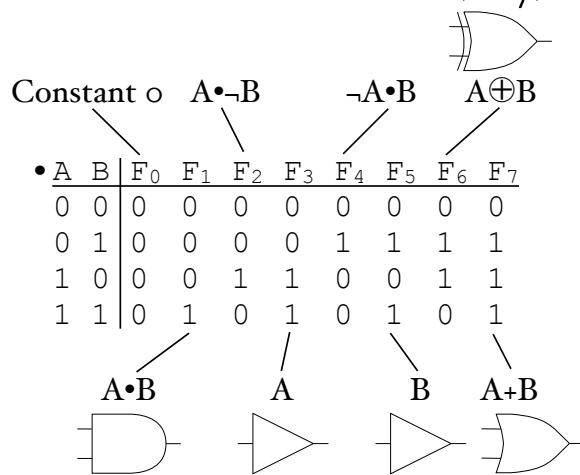 Constant 0 A•¬B ¬A•B A⊕B
• A B F₀ F₁ F₂ F₃ F₄ F₅ F₆ F₇
0 0 0 0 0 0 0 0 0 0
0 1 0 0 0 0 1 1 1 1
1 0 0 0 1 1 0 0 1 1
1 1 0 1 0 1 0 1 0 1
A•B A B A+B